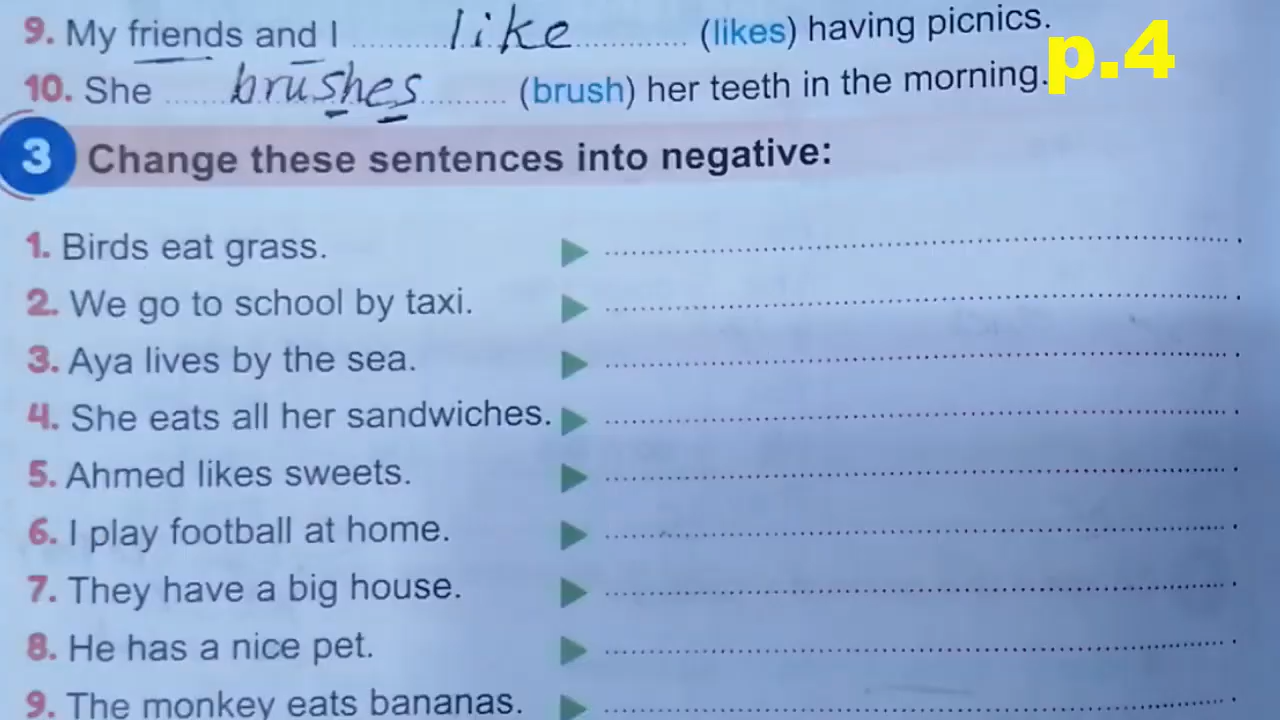 9. My friends and I ..........like............ (likes) having picnics.
p.4
10. She ......brushes......... (brush) her teeth in the morning.
3 Change these sentences into negative:
1. Birds eat grass. ▶ ...............................................................................
2. We go to school by taxi. ▶ ...............................................................................
3. Aya lives by the sea. ▶ ...............................................................................
4. She eats all her sandwiches. ▶ ...............................................................................
5. Ahmed likes sweets. ▶ ...............................................................................
6. I play football at home. ▶ ...............................................................................
7. They have a big house. ▶ ...............................................................................
8. He has a nice pet. ▶ ...............................................................................
9. The monkey eats bananas. ▶ ...............................................................................